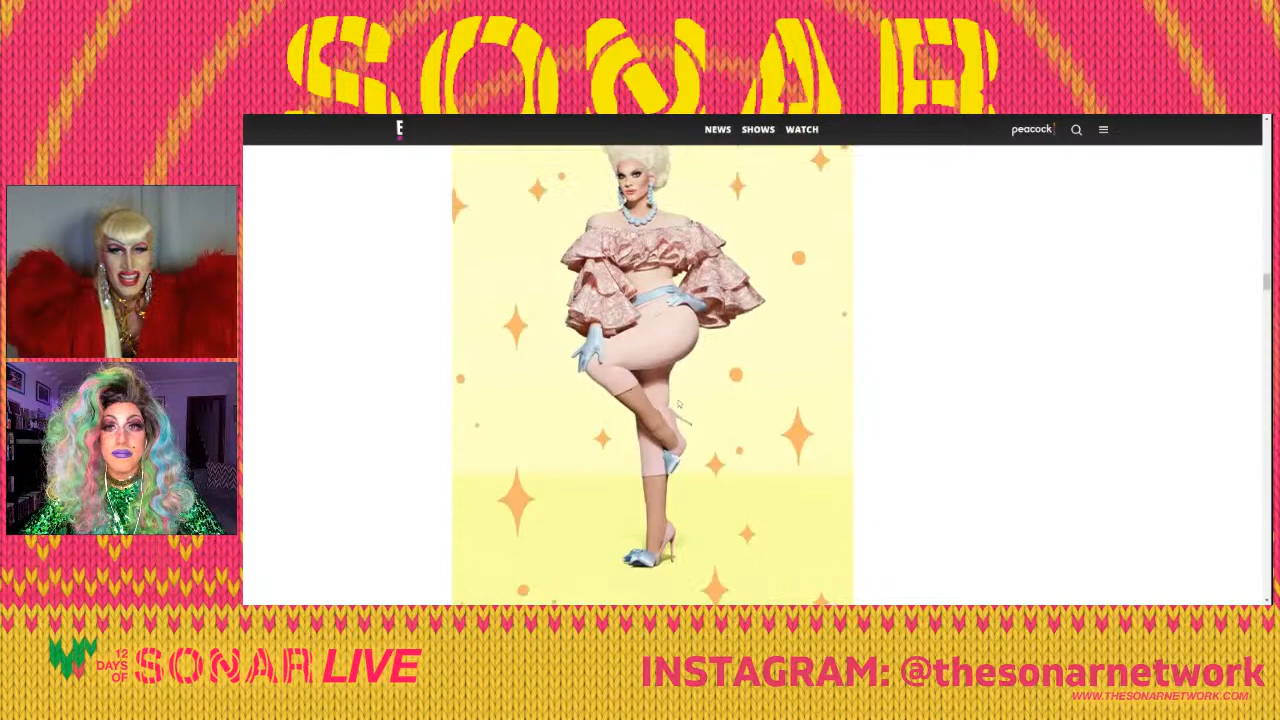 SONAR
E
NEWS SHOWS WATCH
peacock
12
DAYS
OF
SONAR LIVE
INSTAGRAM: @thesonarnetwork
WWW.THESONARNETWORK.COM